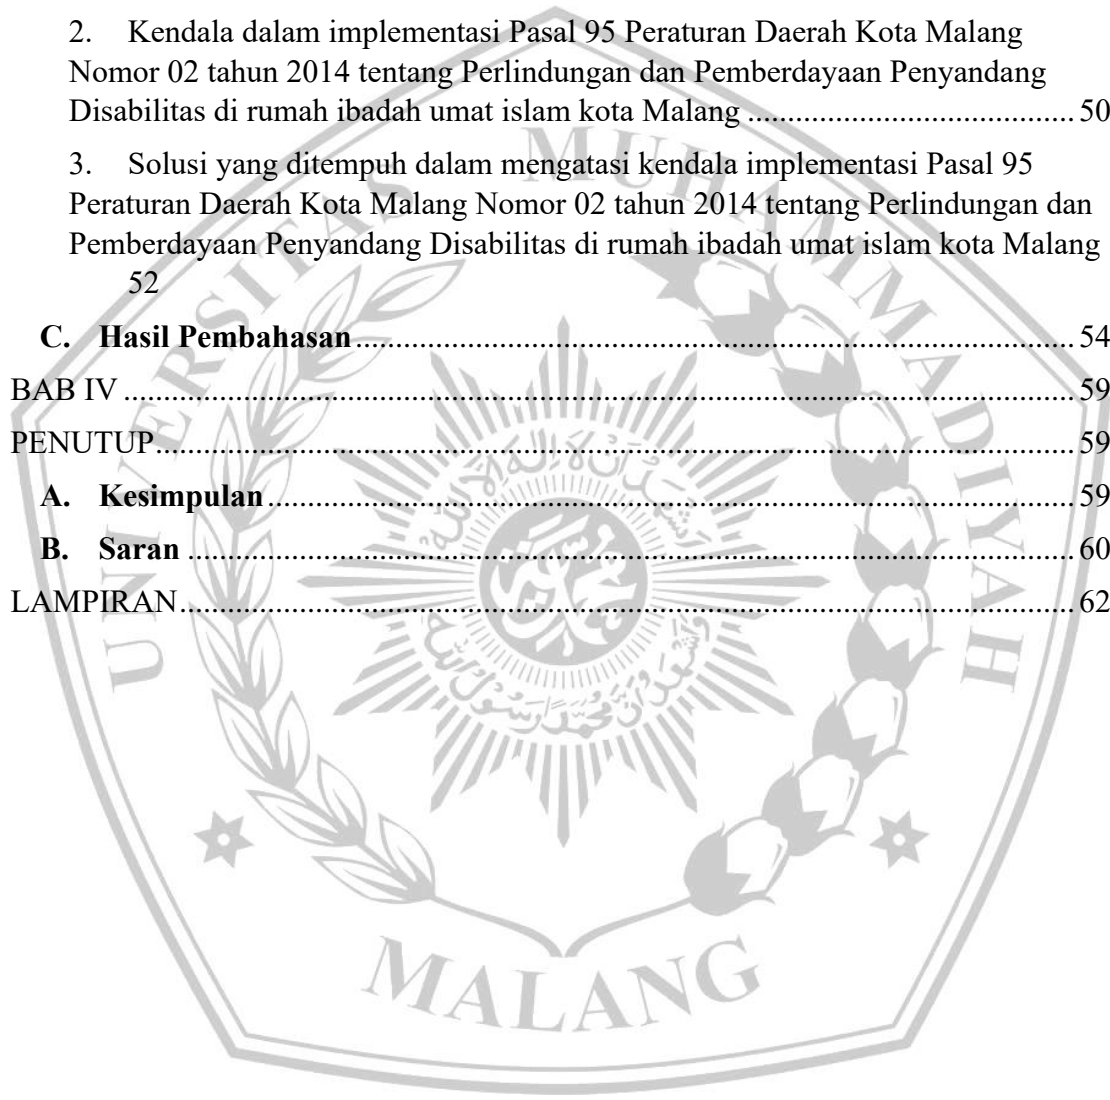 2. Kendala dalam implementasi Pasal 95 Peraturan Daerah Kota Malang
Nomor 02 tahun 2014 tentang Perlindungan dan Pemberdayaan Penyandang
Disabilitas di rumah ibadah umat islam kota Malang ........................................ 50
3. Solusi yang ditempuh dalam mengatasi kendala implementasi Pasal 95
Peraturan Daerah Kota Malang Nomor 02 tahun 2014 tentang Perlindungan dan
Pemberdayaan Penyandang Disabilitas di rumah ibadah umat islam kota Malang
52
C. Hasil Pembahasan ........................................ 54
BAB IV ........................................ 59
PENUTUP ........................................ 59
A. Kesimpulan ........................................ 59
B. Saran ........................................ 60
LAMPIRAN ........................................ 62
UNIVERSITAS MUHAMMADIYAH
MALANG